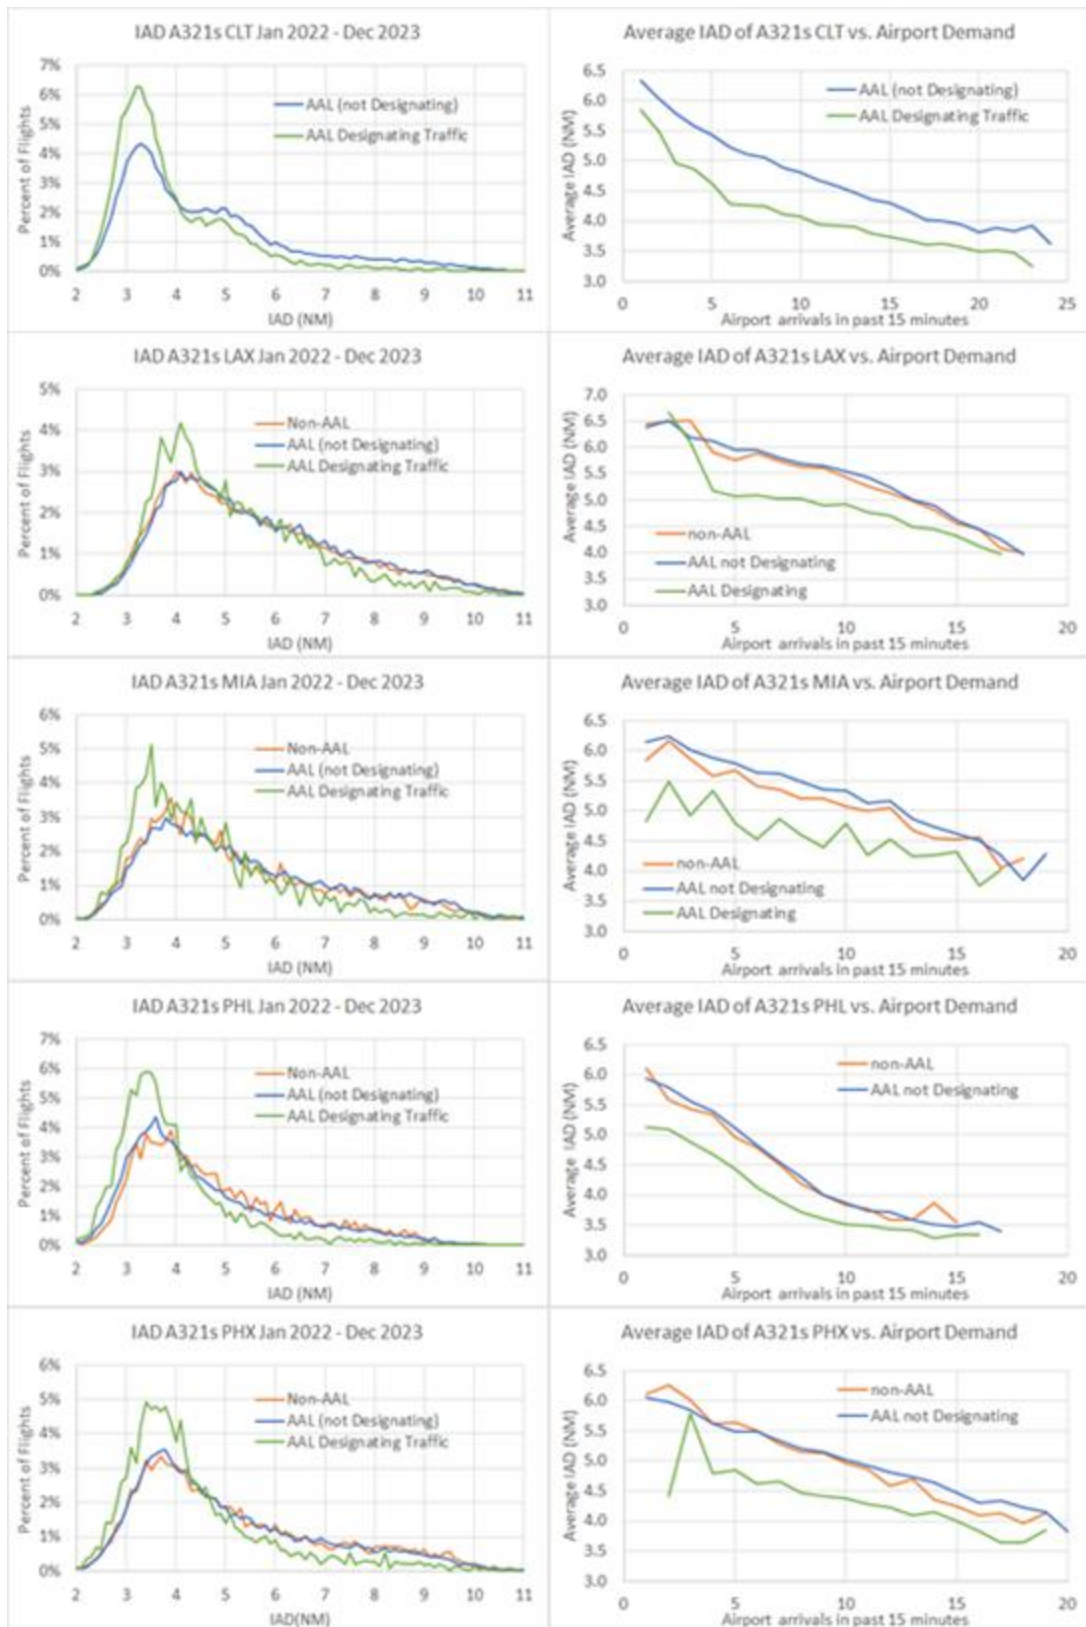 IAD A321s CLT Jan 2022 - Dec 2023
Percent of Flights
7%
6%
5%
4%
3%
2%
1%
0%
AAL (not Designating)
AAL Designating Traffic
2 3 4 5 6 7 8 9 10 11
IAD (NM)
Average IAD of A321s CLT vs. Airport Demand
Average IAD (NM)
6.5
6.0
5.5
5.0
4.5
4.0
3.5
3.0
AAL (not Designating)
AAL Designating Traffic
0 5 10 15 20 25
Airport arrivals in past 15 minutes
IAD A321s LAX Jan 2022 - Dec 2023
Percent of Flights
5%
4%
3%
2%
1%
0%
Non-AAL
AAL (not Designating)
AAL Designating Traffic
2 3 4 5 6 7 8 9 10 11
IAD (NM)
Average IAD of A321s LAX vs. Airport Demand
Average IAD (NM)
7.0
6.5
6.0
5.5
5.0
4.5
4.0
3.5
3.0
non-AAL
AAL not Designating
AAL Designating
0 5 10 15 20
Airport arrivals in past 15 minutes
IAD A321s MIA Jan 2022 - Dec 2023
Percent of Flights
6%
5%
4%
3%
2%
1%
0%
Non-AAL
AAL (not Designating)
AAL Designating Traffic
2 3 4 5 6 7 8 9 10 11
IAD (NM)
Average IAD of A321s MIA vs. Airport Demand
Average IAD (NM)
6.5
6.0
5.5
5.0
4.5
4.0
3.5
3.0
non-AAL
AAL not Designating
AAL Designating
0 5 10 15 20
Airport arrivals in past 15 minutes
IAD A321s PHL Jan 2022 - Dec 2023
Percent of Flights
7%
6%
5%
4%
3%
2%
1%
0%
Non-AAL
AAL (not Designating)
AAL Designating Traffic
2 3 4 5 6 7 8 9 10 11
IAD (NM)
Average IAD of A321s PHL vs. Airport Demand
Average IAD (NM)
6.5
6.0
5.5
5.0
4.5
4.0
3.5
3.0
non-AAL
AAL not Designating
0 5 10 15 20
Airport arrivals in past 15 minutes
IAD A321s PHX Jan 2022 - Dec 2023
Percent of Flights
6%
5%
4%
3%
2%
1%
0%
Non-AAL
AAL (not Designating)
AAL Designating Traffic
2 3 4 5 6 7 8 9 10 11
IAD(NM)
Average IAD of A321s PHX vs. Airport Demand
Average IAD (NM)
6.5
6.0
5.5
5.0
4.5
4.0
3.5
3.0
non-AAL
AAL not Designating
0 5 10 15 20
Airport arrivals in past 15 minutes